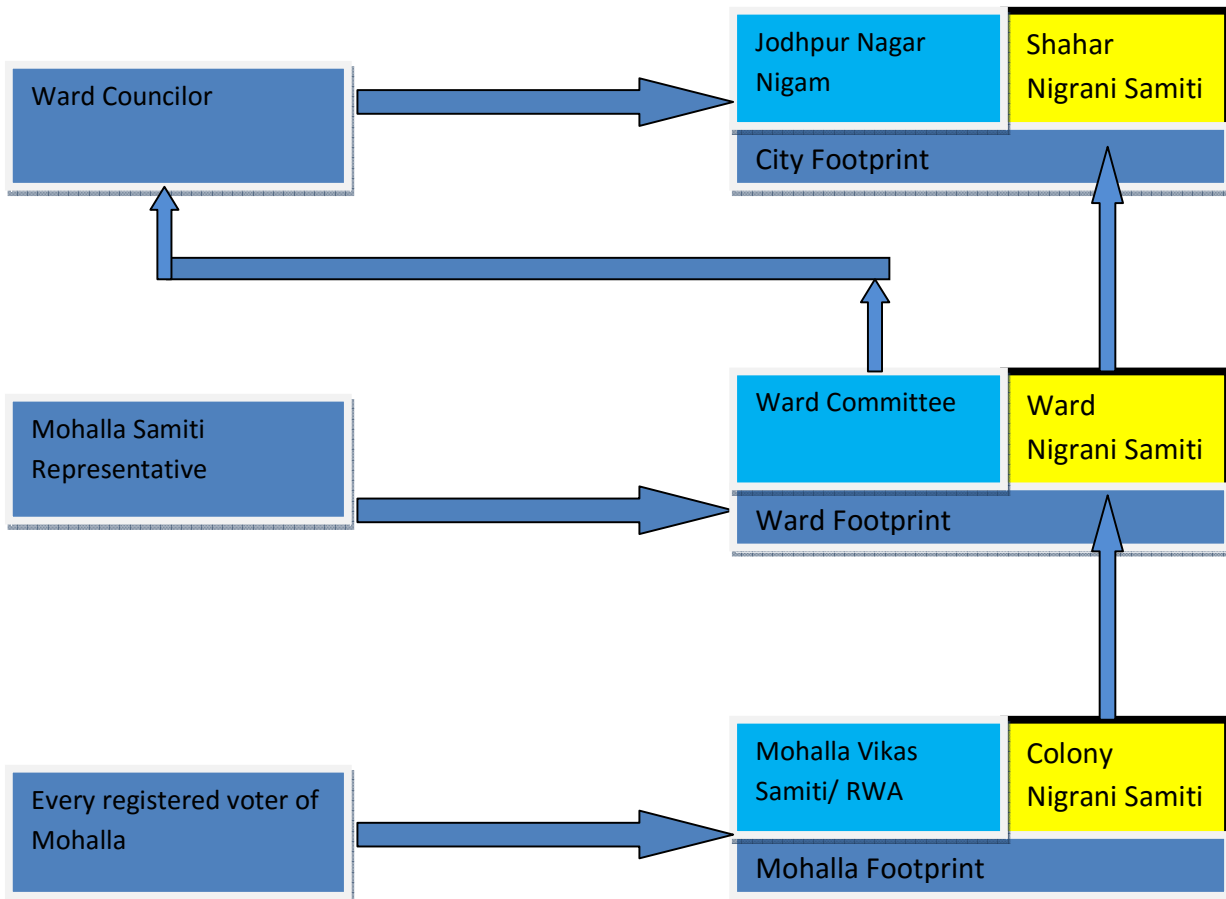 Ward Councilor
Jodhpur Nagar
Nigam
Shahar
Nigrani Samiti
City Footprint
Mohalla Samiti
Representative
Ward Committee
Ward
Nigrani Samiti
Ward Footprint
Every registered voter of
Mohalla
Mohalla Vikas
Samiti/ RWA
Colony
Nigrani Samiti
Mohalla Footprint